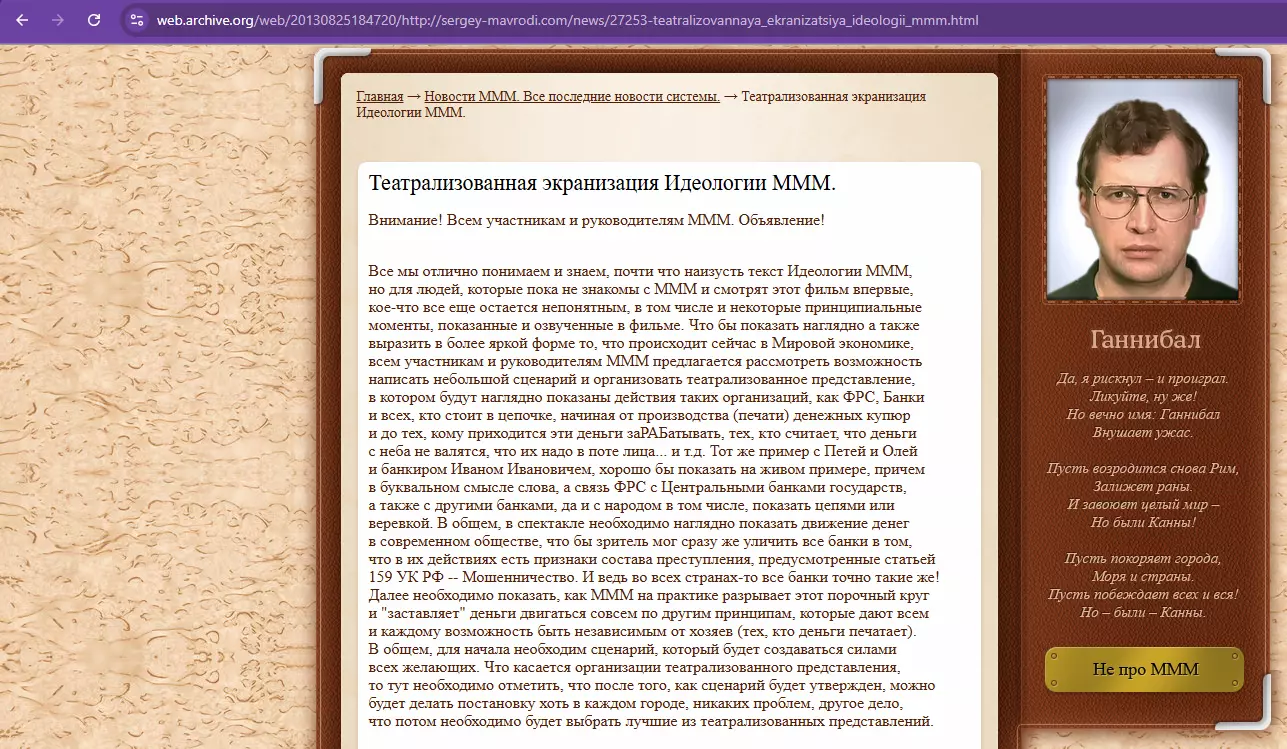 web.archive.org/web/20130825184720/http://sergey-mavrodi.com/news/27253-teatralizovannaya_ekranizatsiya_ideologii_mmm.html
Главная → Новости МММ. Все последние новости системы. → Театрализованная экранизация
Идеологии МММ.
Театрализованная экранизация Идеологии МММ.
Внимание! Всем участникам и руководителям МММ. Объявление!
Все мы отлично понимаем и знаем, почти что наизусть текст Идеологии МММ,
но для людей, которые пока не знакомы с МММ и смотрят этот фильм впервые,
кое-что все еще остается непонятным, в том числе и некоторые принципиальные
моменты, показанные и озвученные в фильме. Что бы показать наглядно а также
выразить в более яркой форме то, что происходит сейчас в Мировой экономике,
всем участникам и руководителям МММ предлагается рассмотреть возможность
написать небольшой сценарий и организовать театрализованное представление,
в котором будут наглядно показаны действия таких организаций, как ФРС, Банки
и всех, кто стоит в цепочке, начиная от производства (печати) денежных купюр
и до тех, кому приходится эти деньги заРАБатывать, тех, кто считает, что деньги
с неба не валятся, что их надо в поте лица... и т.д. Тот же пример с Петей и Олей
и банкиром Иваном Ивановичем, хорошо бы показать на живом примере, причем
в буквальном смысле слова, а связь ФРС с Центральными банками государств,
а также с другими банками, да и с народом в том числе, показать цепями или
веревкой. В общем, в спектакле необходимо наглядно показать движение денег
в современном обществе, что бы зритель мог сразу же уличить все банки в том,
что в их действиях есть признаки состава преступления, предусмотренные статьей
159 УК РФ -- Мошенничество. И ведь во всех странах-то все банки точно такие же!
Далее необходимо показать, как МММ на практике разрывает этот порочный круг
и "заставляет" деньги двигаться совсем по другим принципам, которые дают всем
и каждому возможность быть независимым от хозяев (тех, кто деньги печатает).
В общем, для начала необходим сценарий, который будет создаваться силами
всех желающих. Что касается организации театрализованного представления,
то тут необходимо отметить, что после того, как сценарий будет утвержден, можно
будет делать постановку хоть в каждом городе, никаких проблем, другое дело,
что потом необходимо будет выбрать лучшие из театрализованных представлений.
Ганнибал
Да, я рискнул – и проиграл.
Ликуйте, ну же!
Но вечно имя: Ганнибал
Внушает ужас.
Пусть возродится снова Рим,
Залижет раны.
И завоюет целый мир –
Но были Канны!
Пусть покоряет города,
Моря и страны.
Пусть побеждает всех и вся!
Но – были – Канны.
Не про МММ